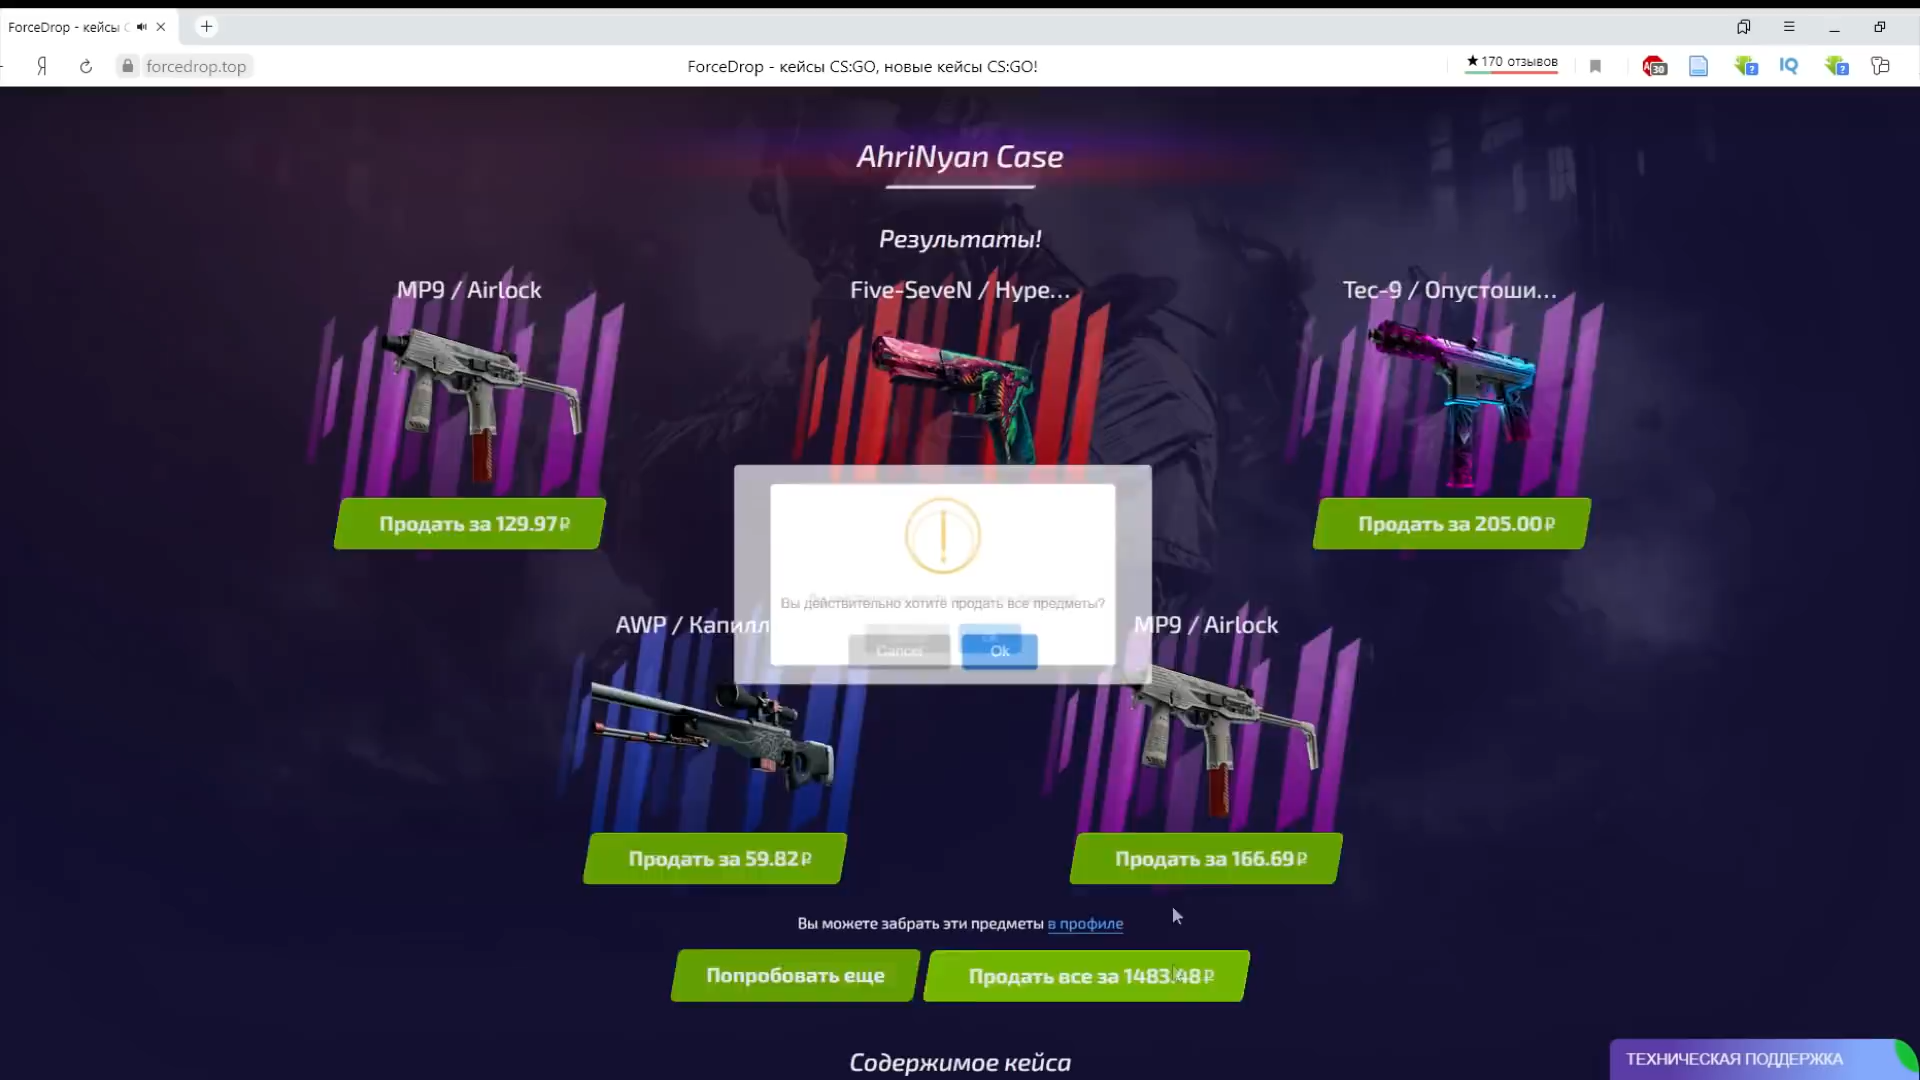 ForceDrop - кейсы C
Я
forcedrop.top
ForceDrop - кейсы CS:GO, новые кейсы CS:GO!
★ 170 отзывов
30
?
IQ
?
AhriNyan Case
Результаты!
MP9 / Airlock
Five-SeveN / Hype...
Tec-9 / Опустоши...
Продать за 129.97₽
Продать за 205.00₽
Вы действительно хотите продать все предметы?
Cancel
Ok
AWP / Капилл
MP9 / Airlock
Продать за 59.82₽
Продать за 166.69₽
Вы можете забрать эти предметы в профиле
Попробовать еще
Продать все за 1483.48₽
Содержимое кейса
ТЕХНИЧЕСКАЯ ПОДДЕРЖКА